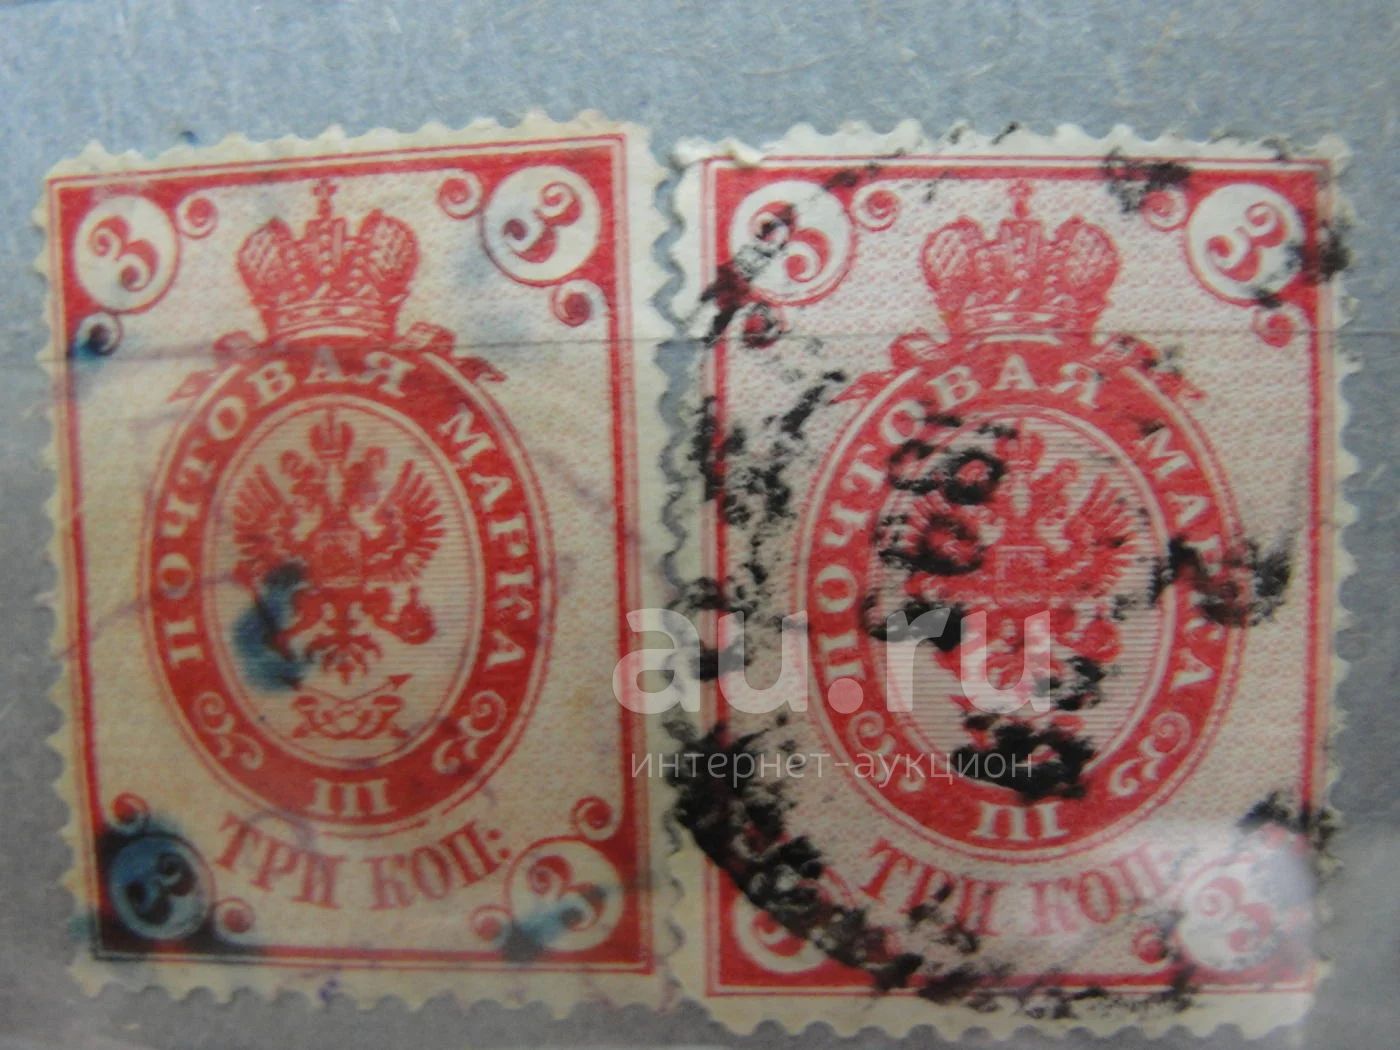 3 3
ПОЧТОВАЯ МАРКА
III
ТРИ КОП:
3 3
3 3
ПОЧТОВАЯ МАРКА
III
ТРИ КОП:
3 3
au.ru
интернет-аукцион